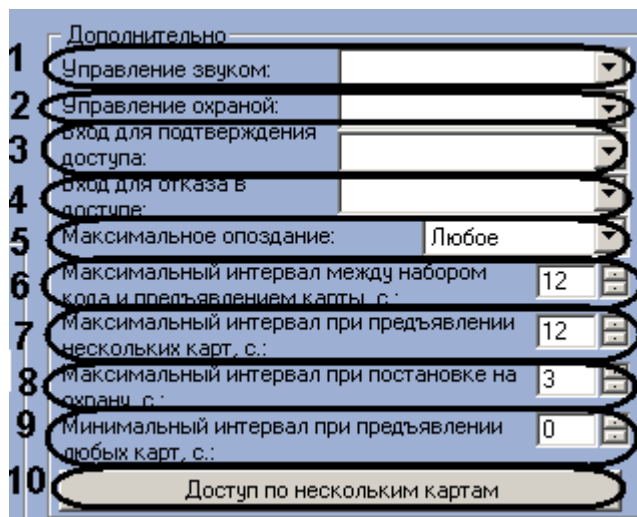 Дополнительно
1 Управление звуком:
2 Управление охраной:
3 Вход для подтверждения
доступа:
4 Вход для отказа в
доступе:
5 Максимальное опоздание: Любое
6 Максимальный интервал между набором
кода и предъявлением карты, с.: 12
7 Максимальный интервал при предъявлении
нескольких карт, с.: 12
8 Максимальный интервал при постановке на
охрану, с.: 3
9 Минимальный интервал при предъявлении
любых карт, с.: 0
10 Доступ по нескольким картам